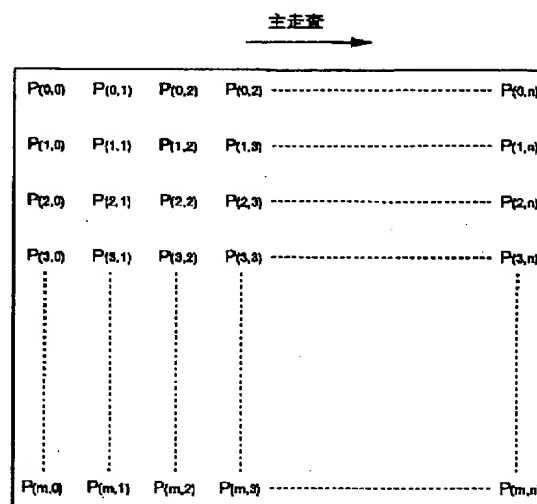 主走査
P(0,0) P(0,1) P(0,2) P(0,2) P(0,n)
P(1,0) P(1,1) P(1,2) P(1,3) P(1,n)
P(2,0) P(2,1) P(2,2) P(2,3) P(2,n)
P(3,0) P(3,1) P(3,2) P(3,3) P(3,n)
P(m,0) P(m,1) P(m,2) P(m,3) P(m,n)